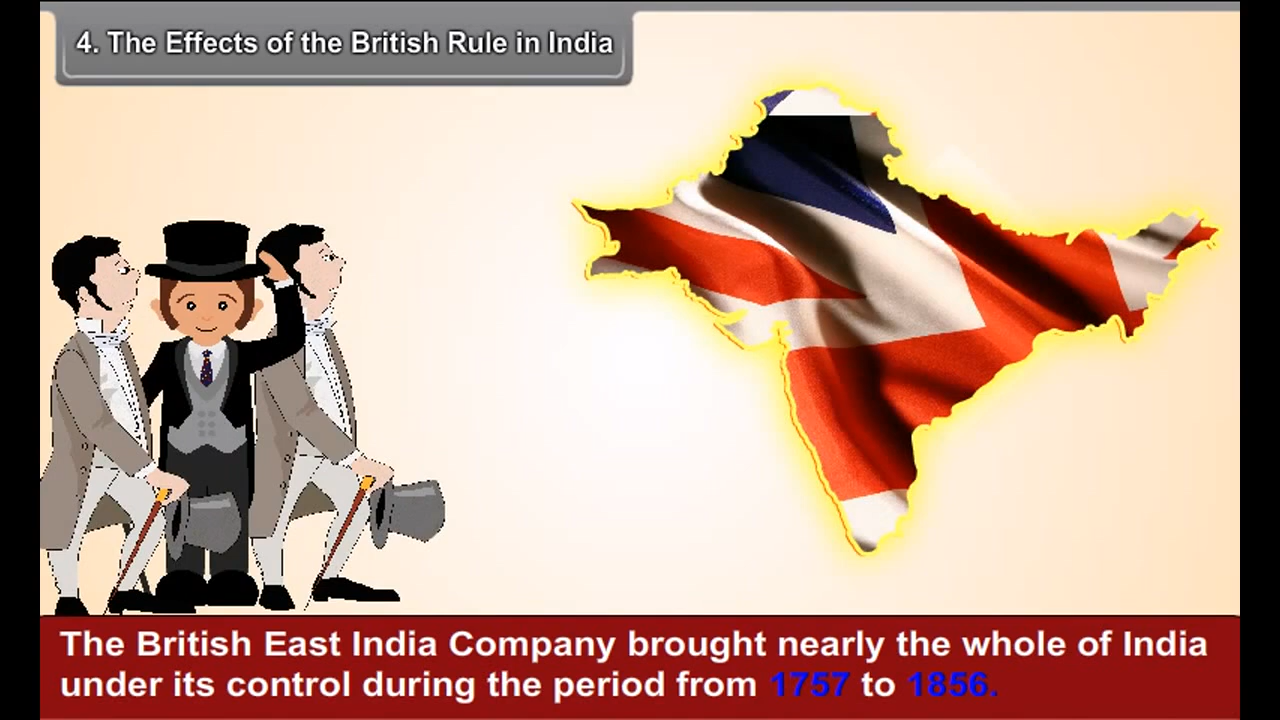 4. The Effects of the British Rule in India
The British East India Company brought nearly the whole of India
under its control during the period from 1757 to 1856.